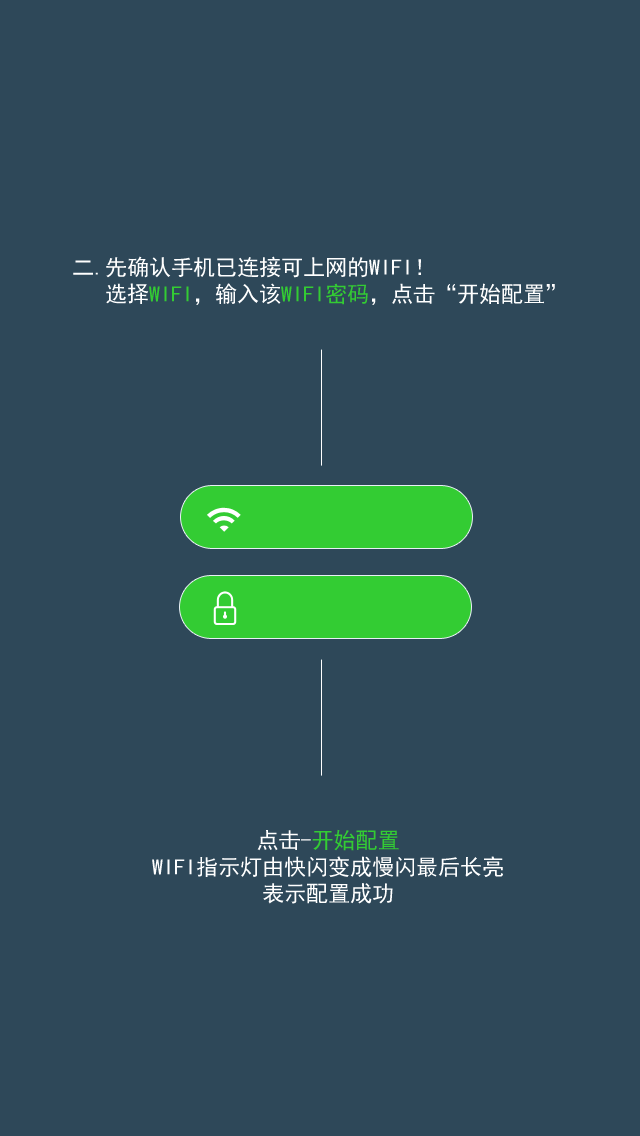 二.先确认手机已连接可上网的WIFI！
选择WIFI，输入该WIFI密码，点击“开始配置”
点击-开始配置
WIFI指示灯由快闪变成慢闪最后长亮
表示配置成功